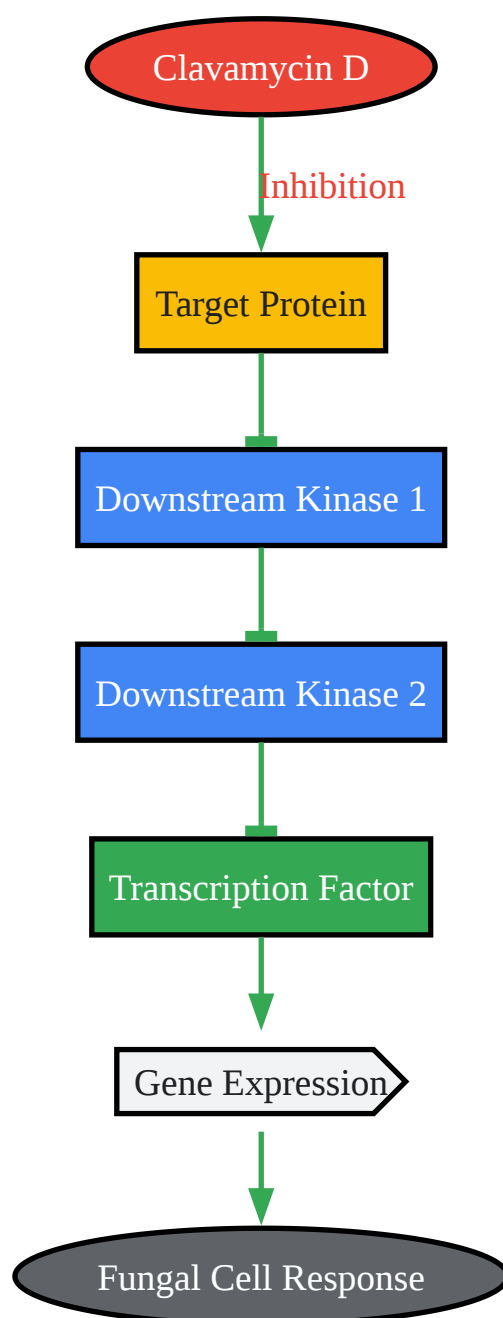 Clavamycin D
Inhibition
Target Protein
Downstream Kinase 1
Downstream Kinase 2
Transcription Factor
Gene Expression
Fungal Cell Response